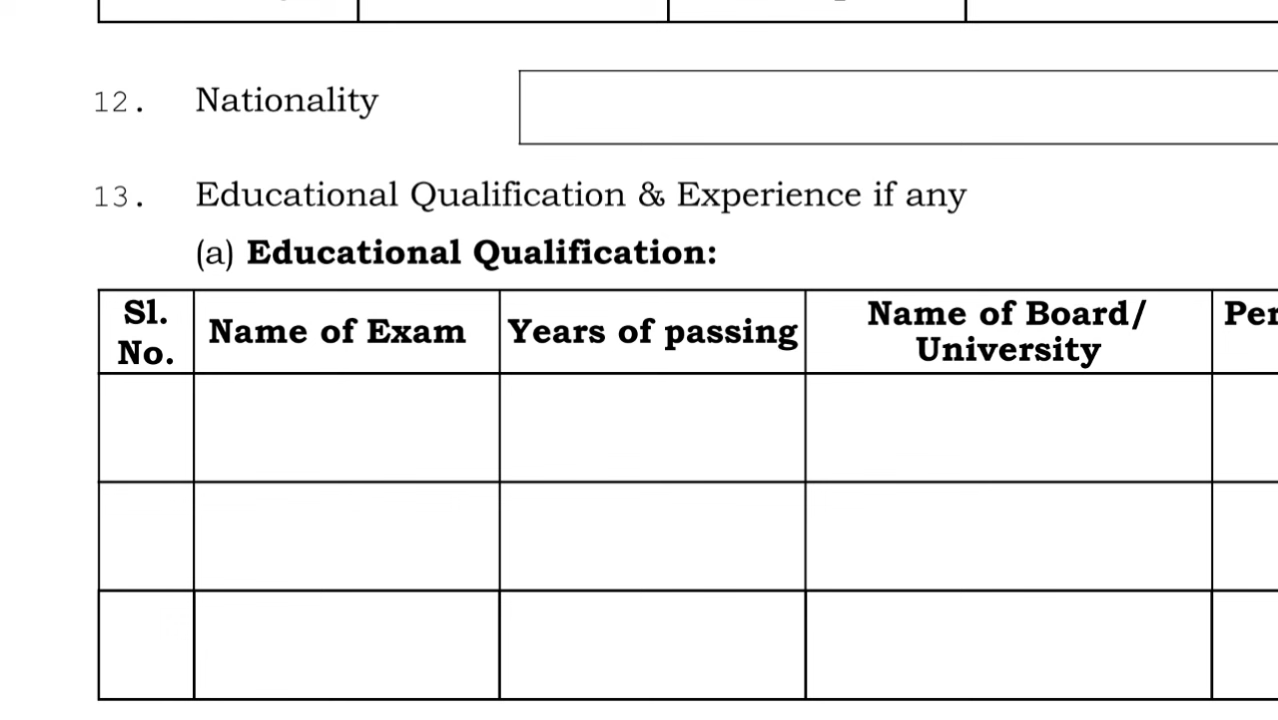 12. Nationality
13. Educational Qualification & Experience if any
(a) Educational Qualification:
Sl. No.
Name of Exam
Years of passing
Name of Board/
University